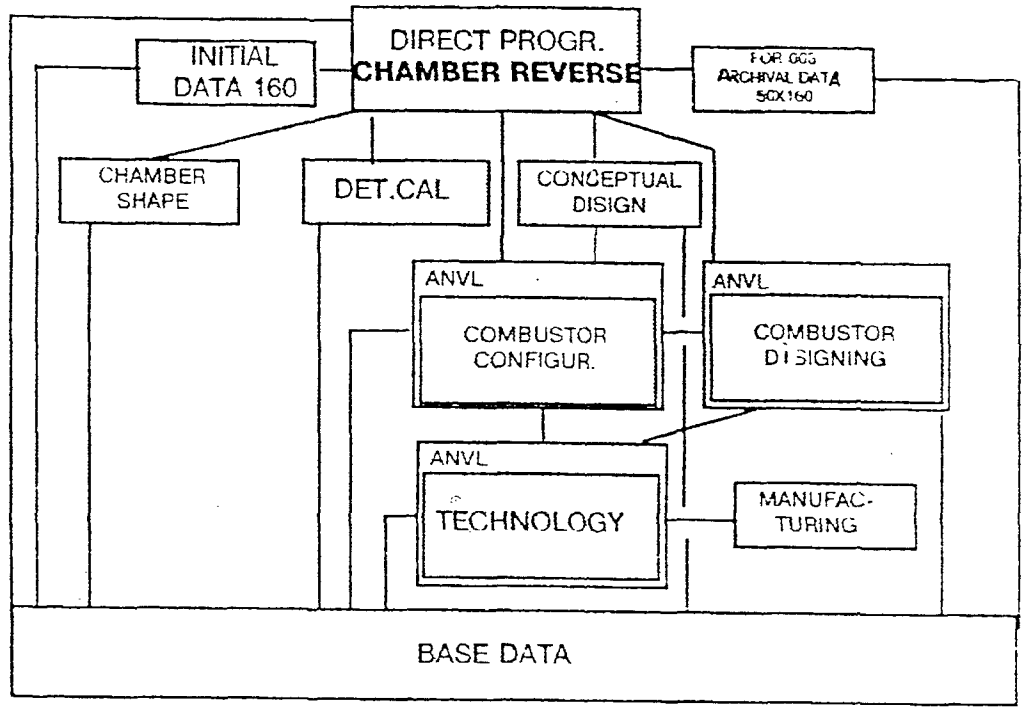 DIRECT PROGR.
CHAMBER REVERSE
INITIAL
DATA 160
FOR
ARCHIVAL DATA
50X160
CHAMBER
SHAPE
DET.CAL
CONCEPTUAL
DISIGN
ANVL
COMBUSTOR
CONFIGUR.
ANVL
COMBUSTOR
DISIGNING
ANVL
TECHNOLOGY
MANUFAC-
TURING
BASE DATA